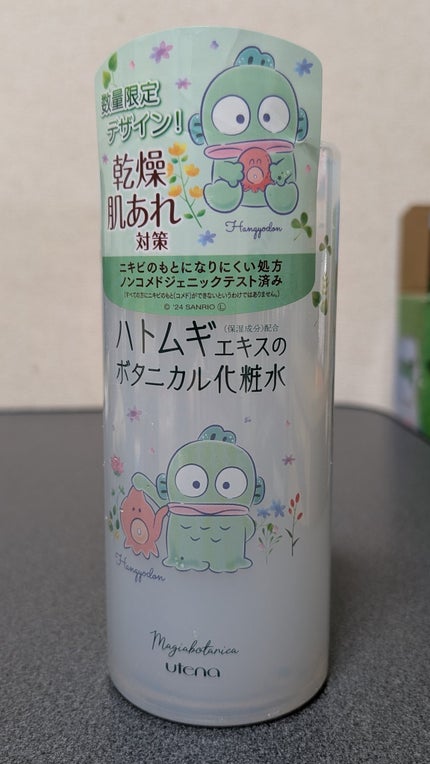 数量限定
デザイン!
乾燥
肌あれ
対策
Hangyodon
ニキビのもとになりにくい処方
ノンコメドジェニックテスト済み
(すべての方にニキビのもと(コメド)ができないというわけではありません。)
© '24 SANRIO Ⓛ
ハトムギエキスの
(保湿成分)配合
ボタニカル化粧水
Hangyodon
Magiabotanica
utena